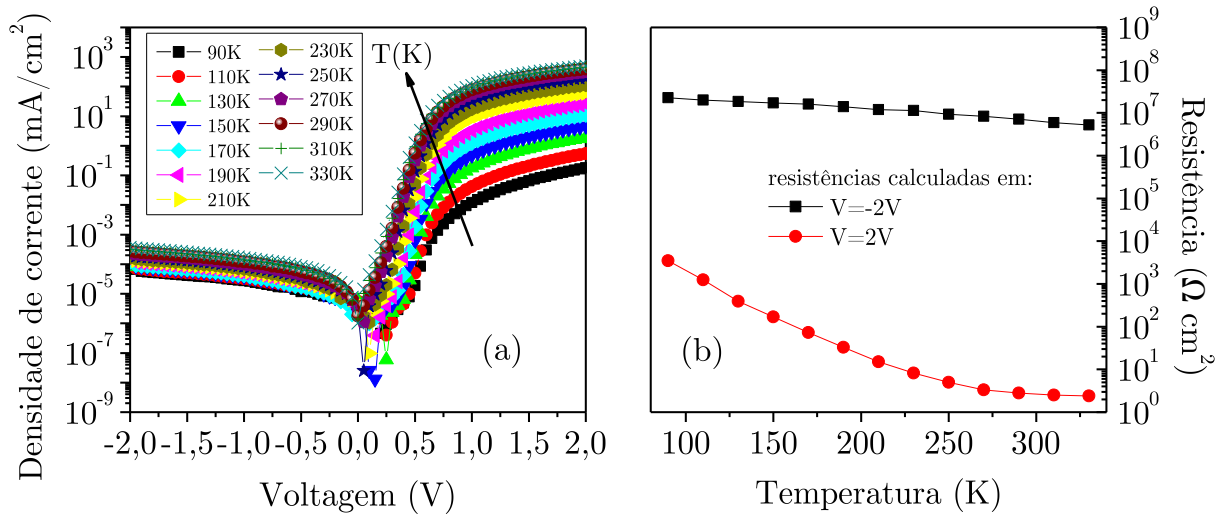 10^3
10^1
10^-1
10^-3
10^-5
10^-7
10^-9
Densidade de corrente (mA/cm^2)
90K
110K
130K
150K
170K
190K
210K
230K
250K
270K
290K
310K
330K
T(K)
(a)
-2,0 -1,5 -1,0 -0,5 0,0 0,5 1,0 1,5 2,0
Voltagem (V)
resistências calculadas em:
V=-2V
V=2V
(b)
10^9
10^8
10^7
10^6
10^5
10^4
10^3
10^2
10^1
10^0
Resistência (Ω cm^2)
100 150 200 250 300
Temperatura (K)